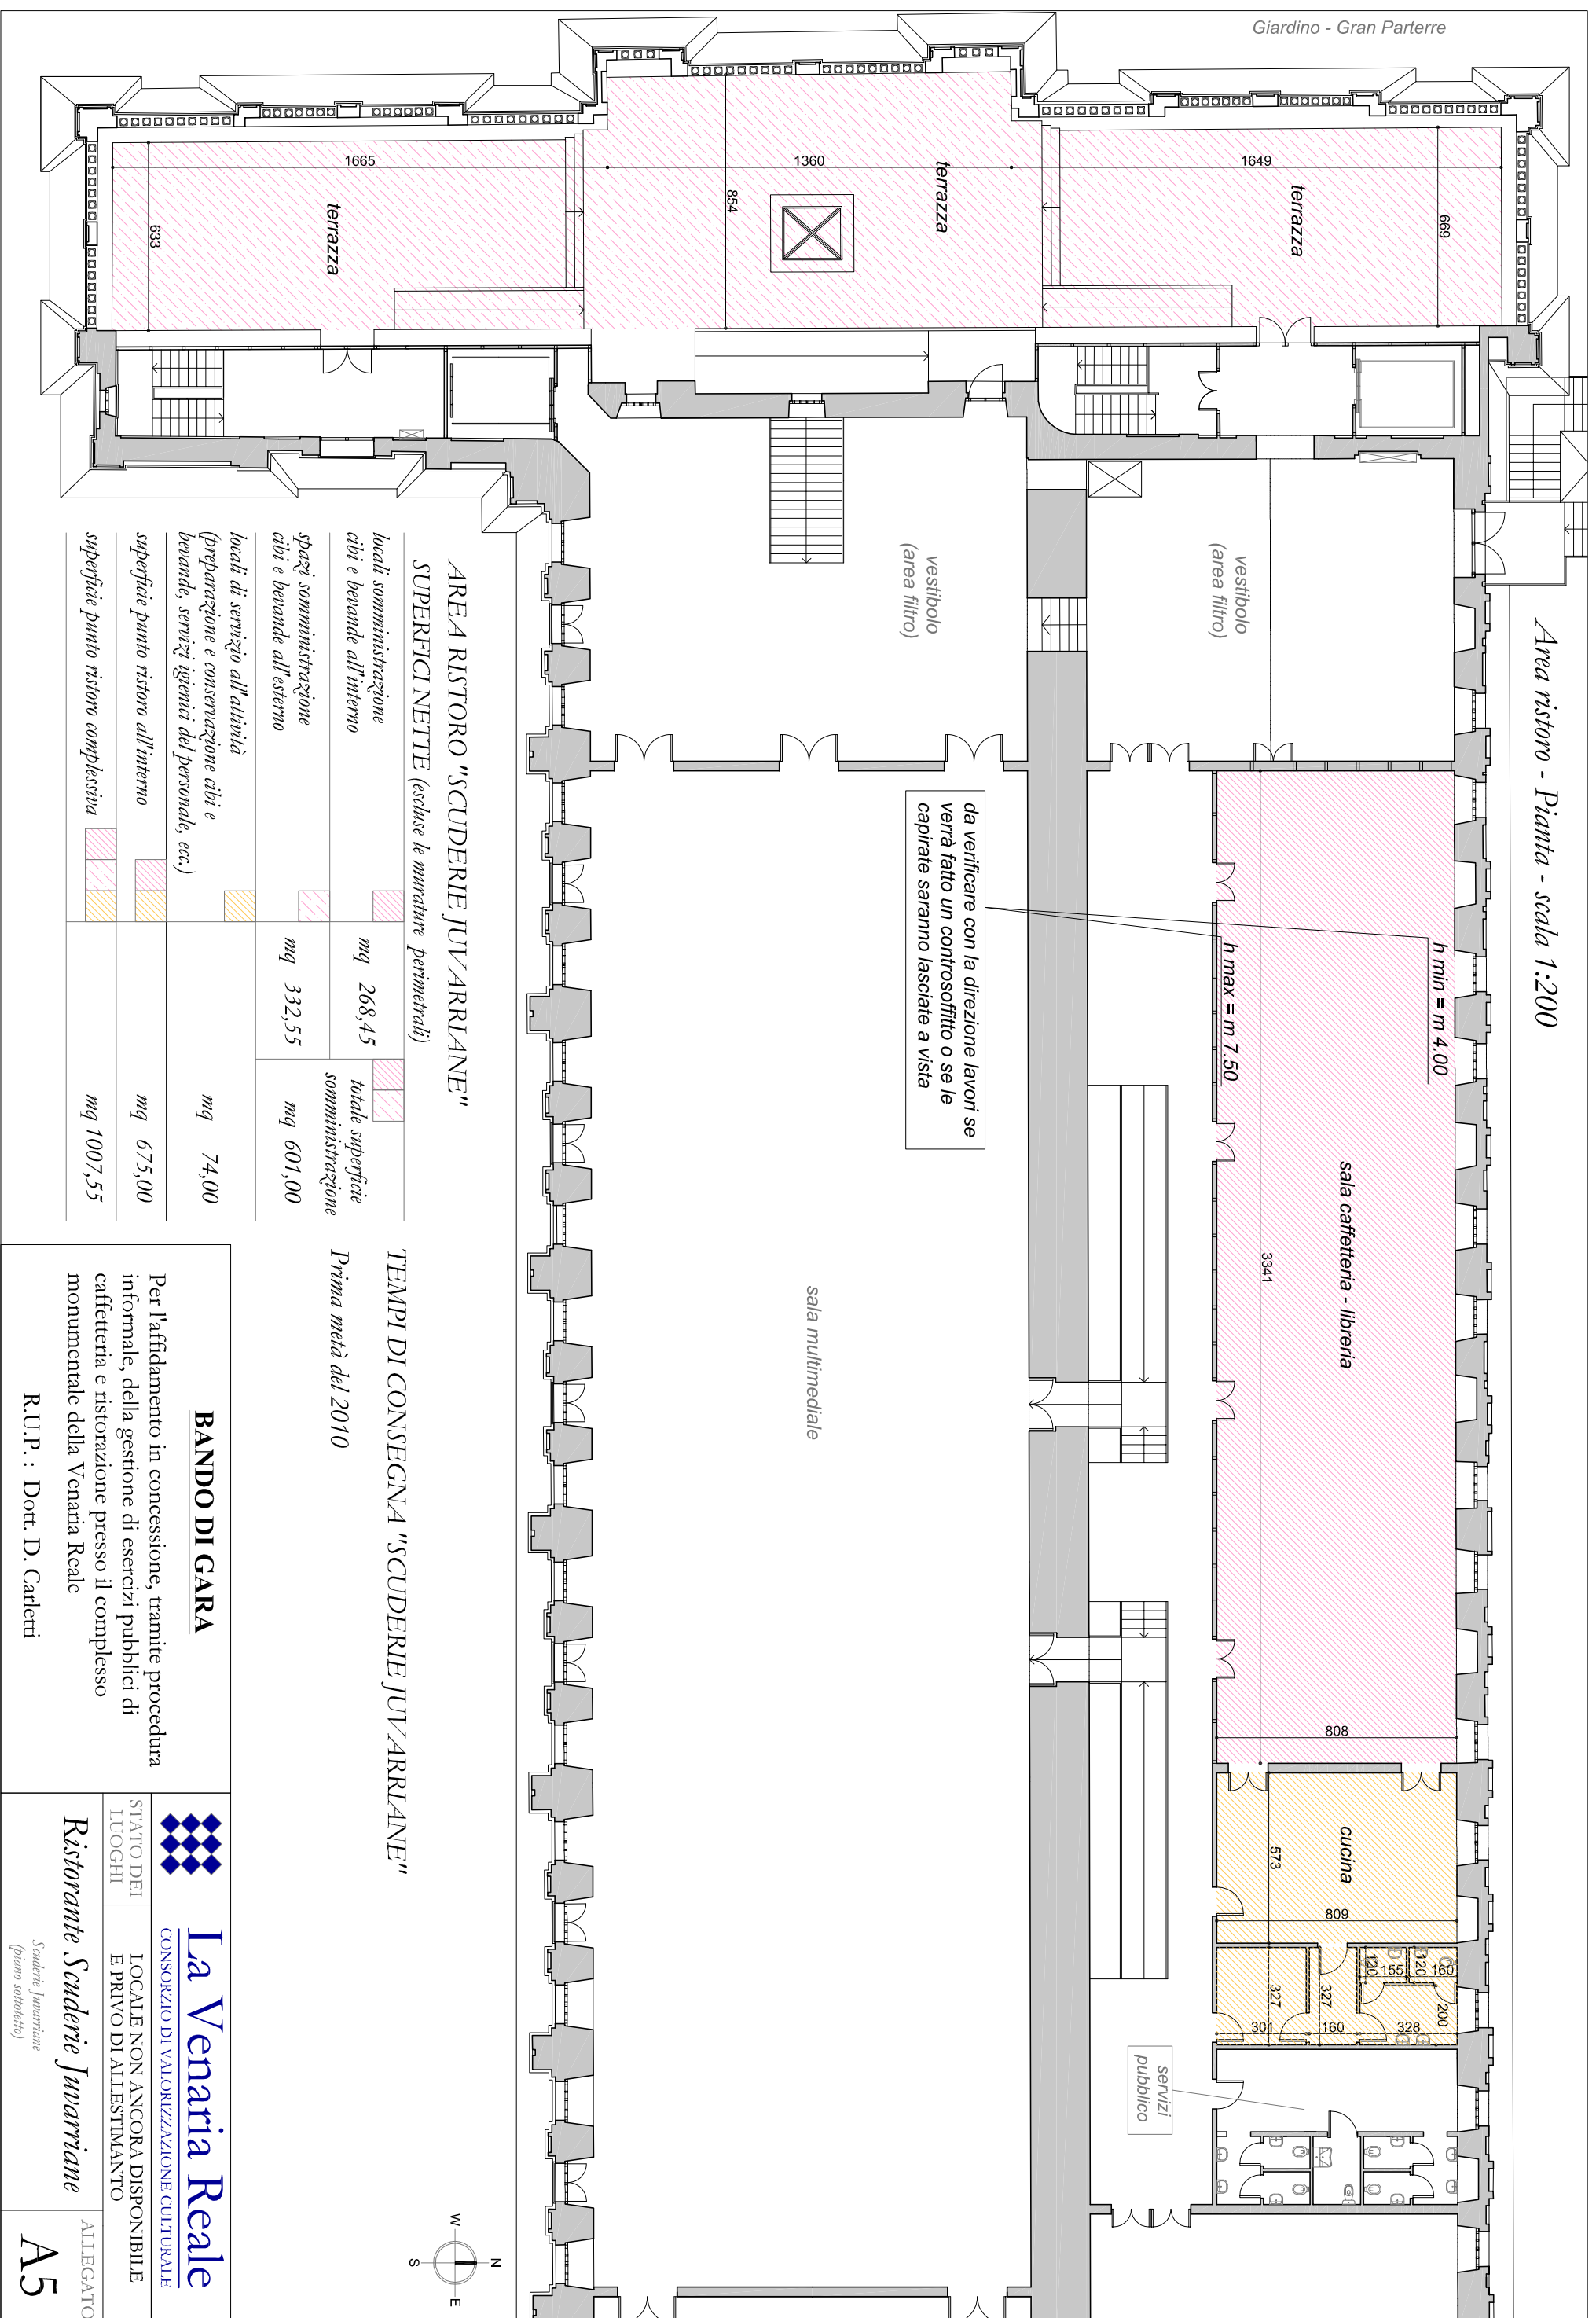 Giardino - Gran Parterre
Area ristoro - Pianta - scala 1:200
terrazza
1649
669
terrazza
1360
854
terrazza
1665
633
vestibolo
(area filtro)
vestibolo
(area filtro)
h min = m 4.00
h max = m 7.50
da verificare con la direzione lavori se
verrà fatto un controsoffitto o se le
capirate saranno lasciate a vista
sala caffetteria - libreria
3341
808
cucina
573
809
120
155
120
160
327
327
200
301
160
328
servizi
pubblico
sala multimediale
AREA RISTORO "SCUDERIE JUVARRIANE"
SUPERFICI NETTE (escluse le murature perimetrali)
locali somministrazione
cibi e bevande all'interno
mq 268,45
spazi somministrazione
cibi e bevande all'esterno
mq 332,55
totale superficie
somministrazione
mq 601,00
locali di servizio all'attività
(preparazione e conservazione cibi e
bevande, servizi igienici del personale, ecc.)
mq 74,00
superficie punto ristoro all'interno
mq 675,00
superficie punto ristoro complessiva
mq 1007,55
TEMPI DI CONSEGNA "SCUDERIE JUVARRIANE"
Prima metà del 2010
N
W
E
S
BANDO DI GARA
Per l'affidamento in concessione, tramite procedura
informale, della gestione di esercizi pubblici di
caffetteria e ristorazione presso il complesso
monumentale della Venaria Reale
R.U.P. : Dott. D. Carletti
La Venaria Reale
CONSORZIO DI VALORIZZAZIONE CULTURALE
STATO DEI
LUOGHI
LOCALE NON ANCORA DISPONIBILE
E PRIVO DI ALLESTIMANTO
Ristorante Scuderie Juvarriane
Scuderie Juvarriane
(piano sottotetto)
ALLEGATO
A5